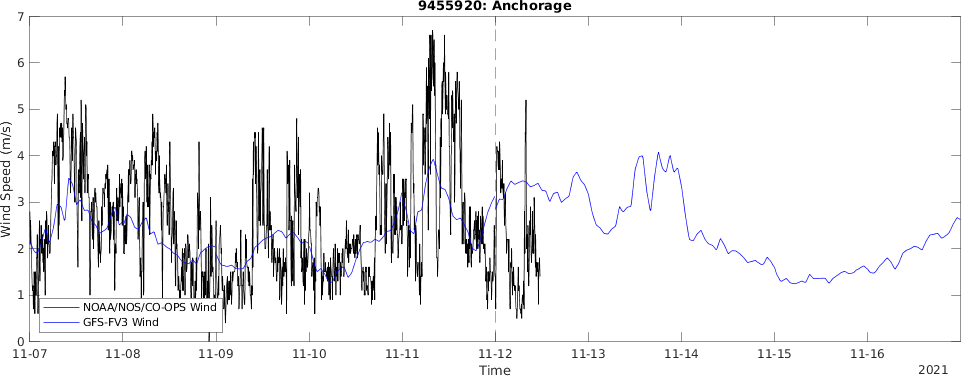 9455920: Anchorage
Wind Speed (m/s)
7
6
5
4
3
2
1
0
NOAA/NOS/CO-OPS Wind
GFS-FV3 Wind
11-07 11-08 11-09 11-10 11-11 11-12 11-13 11-14 11-15 11-16
Time
2021